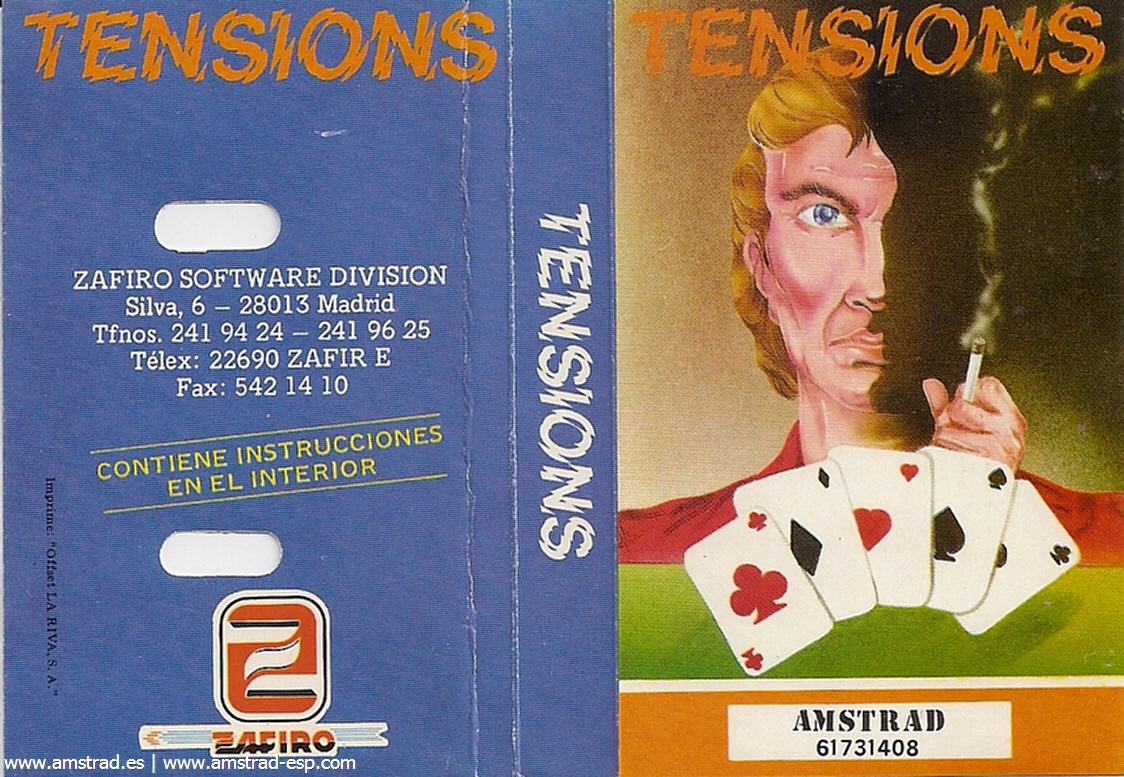 TENSIONS
ZAFIRO SOFTWARE DIVISION
Silva, 6 – 28013 Madrid
Tfnos. 241 94 24 – 241 96 25
Télex: 22690 ZAFIR E
Fax: 542 14 10
CONTIENE INSTRUCCIONES
EN EL INTERIOR
Imprime: "Offset LA RIVA, S. A."
ZAFIRO
www.amstrad.es | www.amstrad-esp.com
TENSIONS
TENSIONS
AMSTRAD
61731408